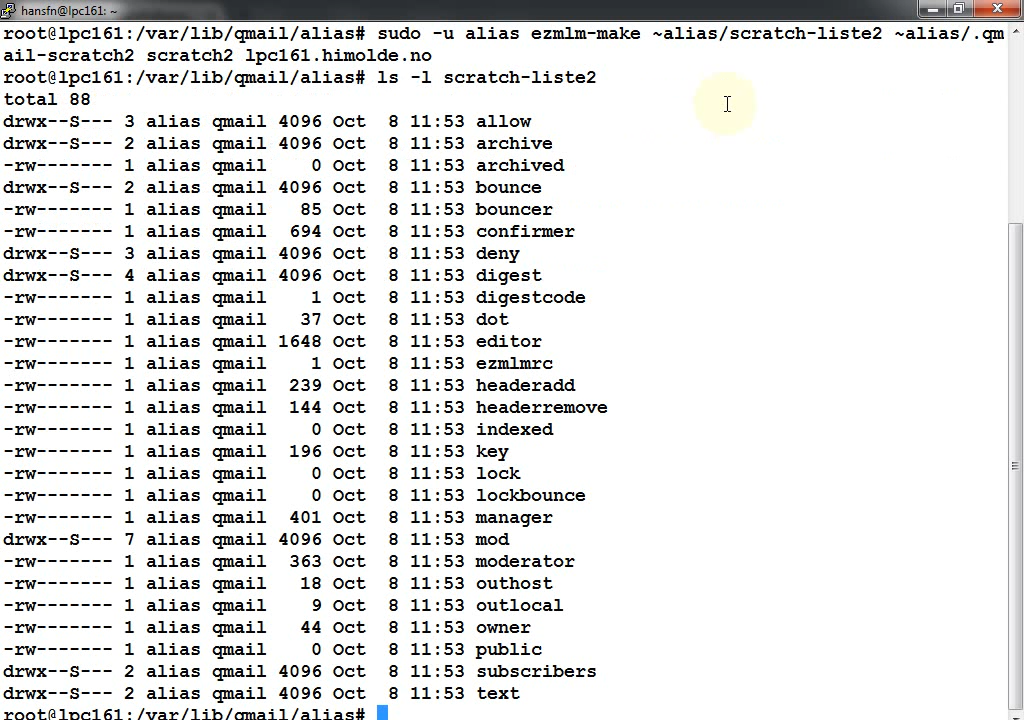 hansfn@lpc161: ~
root@lpc161:/var/lib/qmail/alias# sudo -u alias ezmlm-make ~alias/scratch-liste2 ~alias/.qm
ail-scratch2 scratch2 lpc161.himolde.no
root@lpc161:/var/lib/qmail/alias# ls -l scratch-liste2
total 88
drwx--S--- 3 alias qmail 4096 Oct  8 11:53 allow
drwx--S--- 2 alias qmail 4096 Oct  8 11:53 archive
-rw------- 1 alias qmail    0 Oct  8 11:53 archived
drwx--S--- 2 alias qmail 4096 Oct  8 11:53 bounce
-rw------- 1 alias qmail   85 Oct  8 11:53 bouncer
-rw------- 1 alias qmail  694 Oct  8 11:53 confirmer
drwx--S--- 3 alias qmail 4096 Oct  8 11:53 deny
drwx--S--- 4 alias qmail 4096 Oct  8 11:53 digest
-rw------- 1 alias qmail    1 Oct  8 11:53 digestcode
-rw------- 1 alias qmail   37 Oct  8 11:53 dot
-rw------- 1 alias qmail 1648 Oct  8 11:53 editor
-rw------- 1 alias qmail    1 Oct  8 11:53 ezmlmrc
-rw------- 1 alias qmail  239 Oct  8 11:53 headeradd
-rw------- 1 alias qmail  144 Oct  8 11:53 headerremove
-rw------- 1 alias qmail    0 Oct  8 11:53 indexed
-rw------- 1 alias qmail  196 Oct  8 11:53 key
-rw------- 1 alias qmail    0 Oct  8 11:53 lock
-rw------- 1 alias qmail    0 Oct  8 11:53 lockbounce
-rw------- 1 alias qmail  401 Oct  8 11:53 manager
drwx--S--- 7 alias qmail 4096 Oct  8 11:53 mod
-rw------- 1 alias qmail  363 Oct  8 11:53 moderator
-rw------- 1 alias qmail   18 Oct  8 11:53 outhost
-rw------- 1 alias qmail    9 Oct  8 11:53 outlocal
-rw------- 1 alias qmail   44 Oct  8 11:53 owner
-rw------- 1 alias qmail    0 Oct  8 11:53 public
drwx--S--- 2 alias qmail 4096 Oct  8 11:53 subscribers
drwx--S--- 2 alias qmail 4096 Oct  8 11:53 text
root@lpc161:/var/lib/qmail/alias#